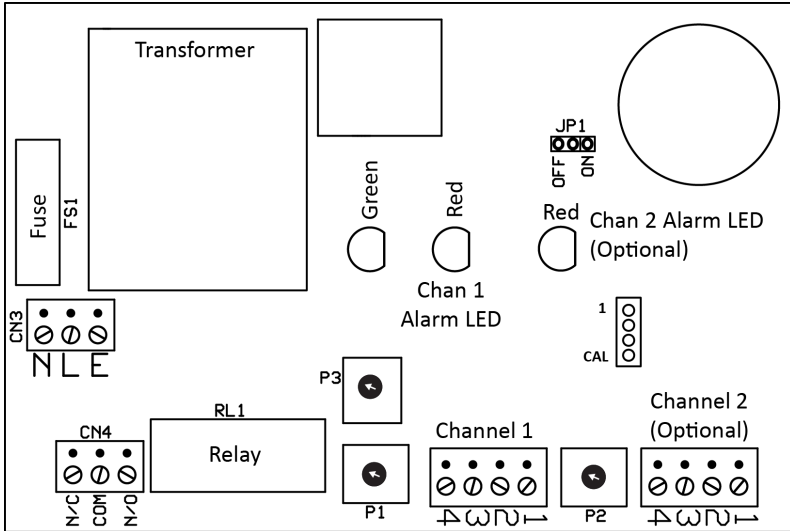 Transformer
JP1
OFF
ON
Fuse
FS1
Green
Red
Red
Chan 2 Alarm LED
(Optional)
Chan 1
Alarm LED
CN3
N L E
1
CAL
P3
RL1
Relay
CN4
N/C
COM
N/O
P1
Channel 1
4 3 2 1
P2
Channel 2
(Optional)
4 3 2 1